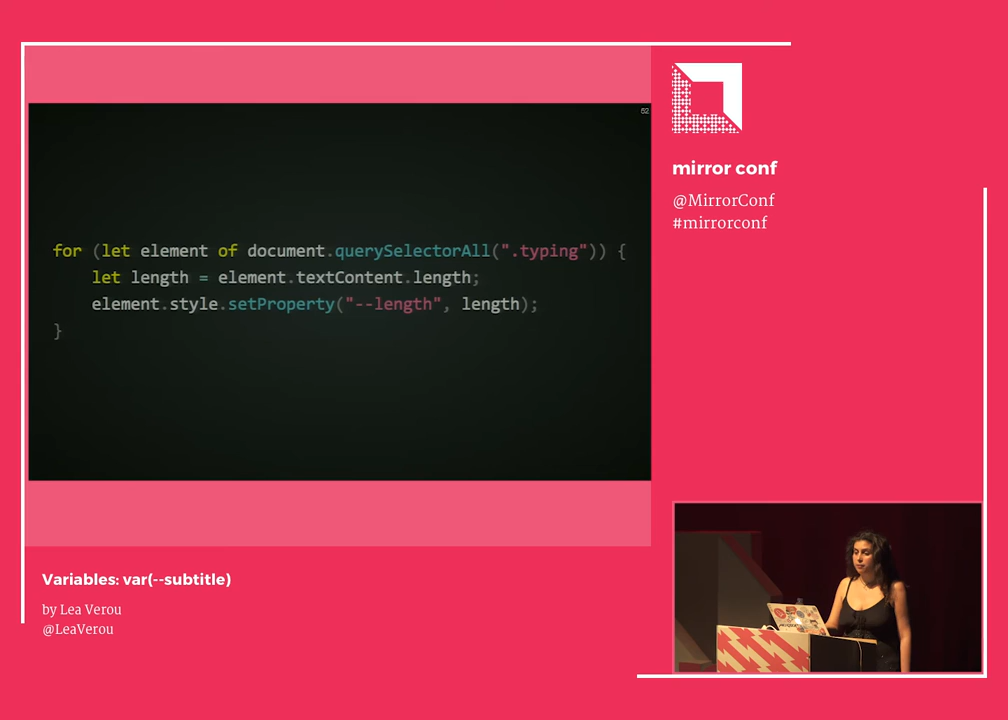 62
for (let element of document.querySelectorAll(".typing")) {
    let length = element.textContent.length;
    element.style.setProperty("--length", length);
}
mirror conf
@MirrorConf
#mirrorconf
Variables: var(--subtitle)
by Lea Verou
@LeaVerou